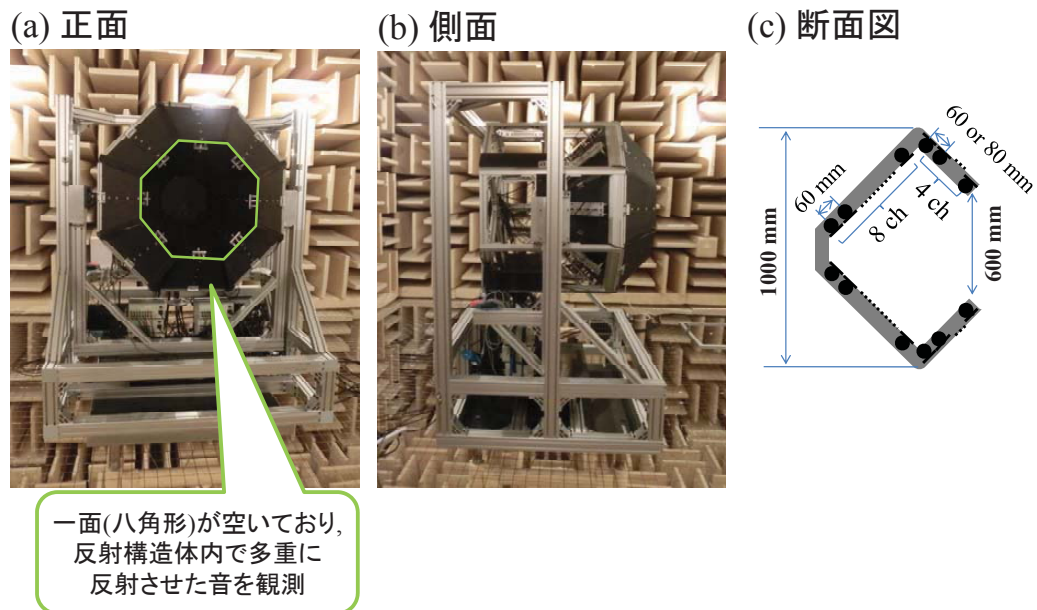 (a) 正面
(b) 側面
(c) 断面図
60 or 80 mm
60 mm
4 ch
8 ch
1000 mm
600 mm
一面(八角形)が空いており,
反射構造体内で多重に
反射させた音を観測